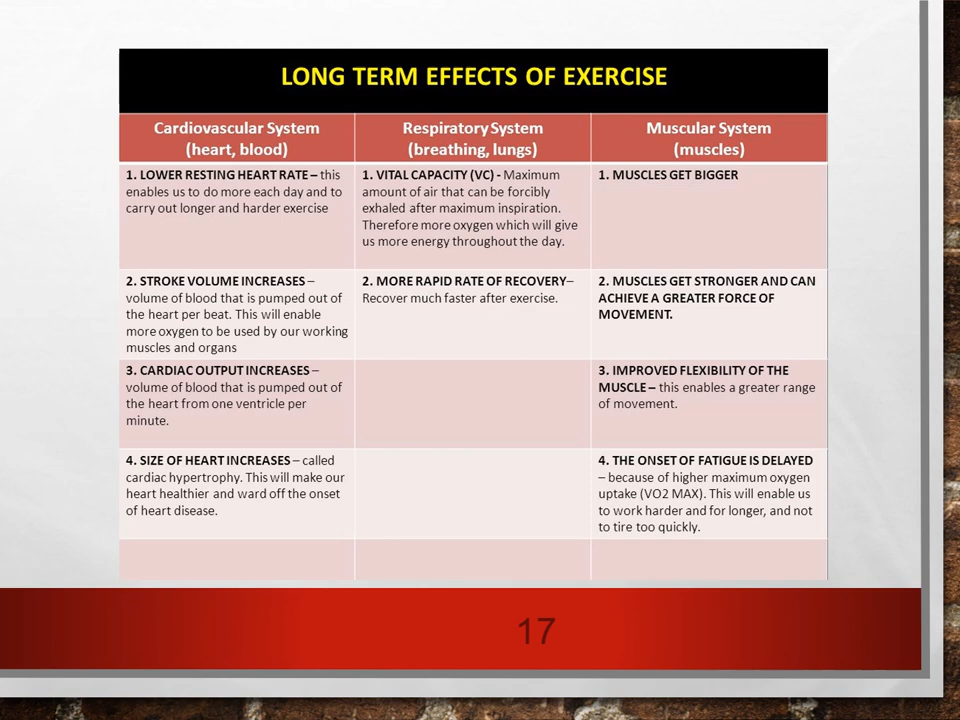 LONG TERM EFFECTS OF EXERCISE
Cardiovascular System
(heart, blood)
Respiratory System
(breathing, lungs)
Muscular System
(muscles)
1. LOWER RESTING HEART RATE – this
enables us to do more each day and to
carry out longer and harder exercise
1. VITAL CAPACITY (VC) - Maximum
amount of air that can be forcibly
exhaled after maximum inspiration.
Therefore more oxygen which will give
us more energy throughout the day.
1. MUSCLES GET BIGGER
2. STROKE VOLUME INCREASES –
volume of blood that is pumped out of
the heart per beat. This will enable
more oxygen to be used by our working
muscles and organs
2. MORE RAPID RATE OF RECOVERY–
Recover much faster after exercise.
2. MUSCLES GET STRONGER AND CAN
ACHIEVE A GREATER FORCE OF
MOVEMENT.
3. CARDIAC OUTPUT INCREASES –
volume of blood that is pumped out of
the heart from one ventricle per
minute.
3. IMPROVED FLEXIBILITY OF THE
MUSCLE – this enables a greater range
of movement.
4. SIZE OF HEART INCREASES – called
cardiac hypertrophy. This will make our
heart healthier and ward off the onset
of heart disease.
4. THE ONSET OF FATIGUE IS DELAYED
– because of higher maximum oxygen
uptake (VO2 MAX). This will enable us
to work harder and for longer, and not
to tire too quickly.
17